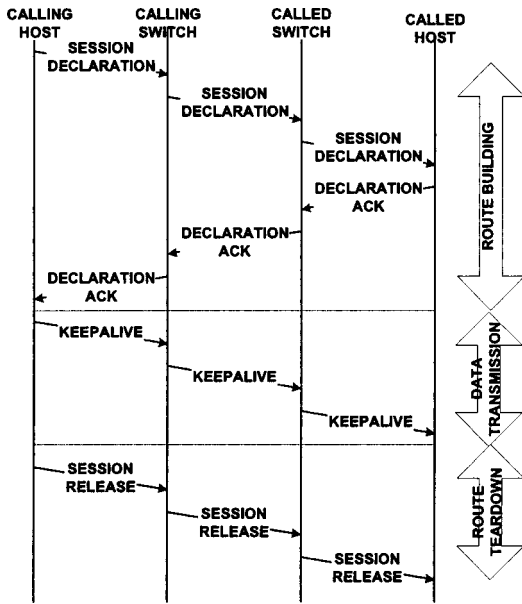 CALLING
HOST
CALLING
SWITCH
CALLED
SWITCH
CALLED
HOST
SESSION
DECLARATION
SESSION
DECLARATION
SESSION
DECLARATION
DECLARATION
ACK
DECLARATION
ACK
DECLARATION
ACK
ROUTE BUILDING
KEEPALIVE
KEEPALIVE
KEEPALIVE
DATA
TRANSMISSION
SESSION
RELEASE
SESSION
RELEASE
SESSION
RELEASE
ROUTE
TEARDOWN